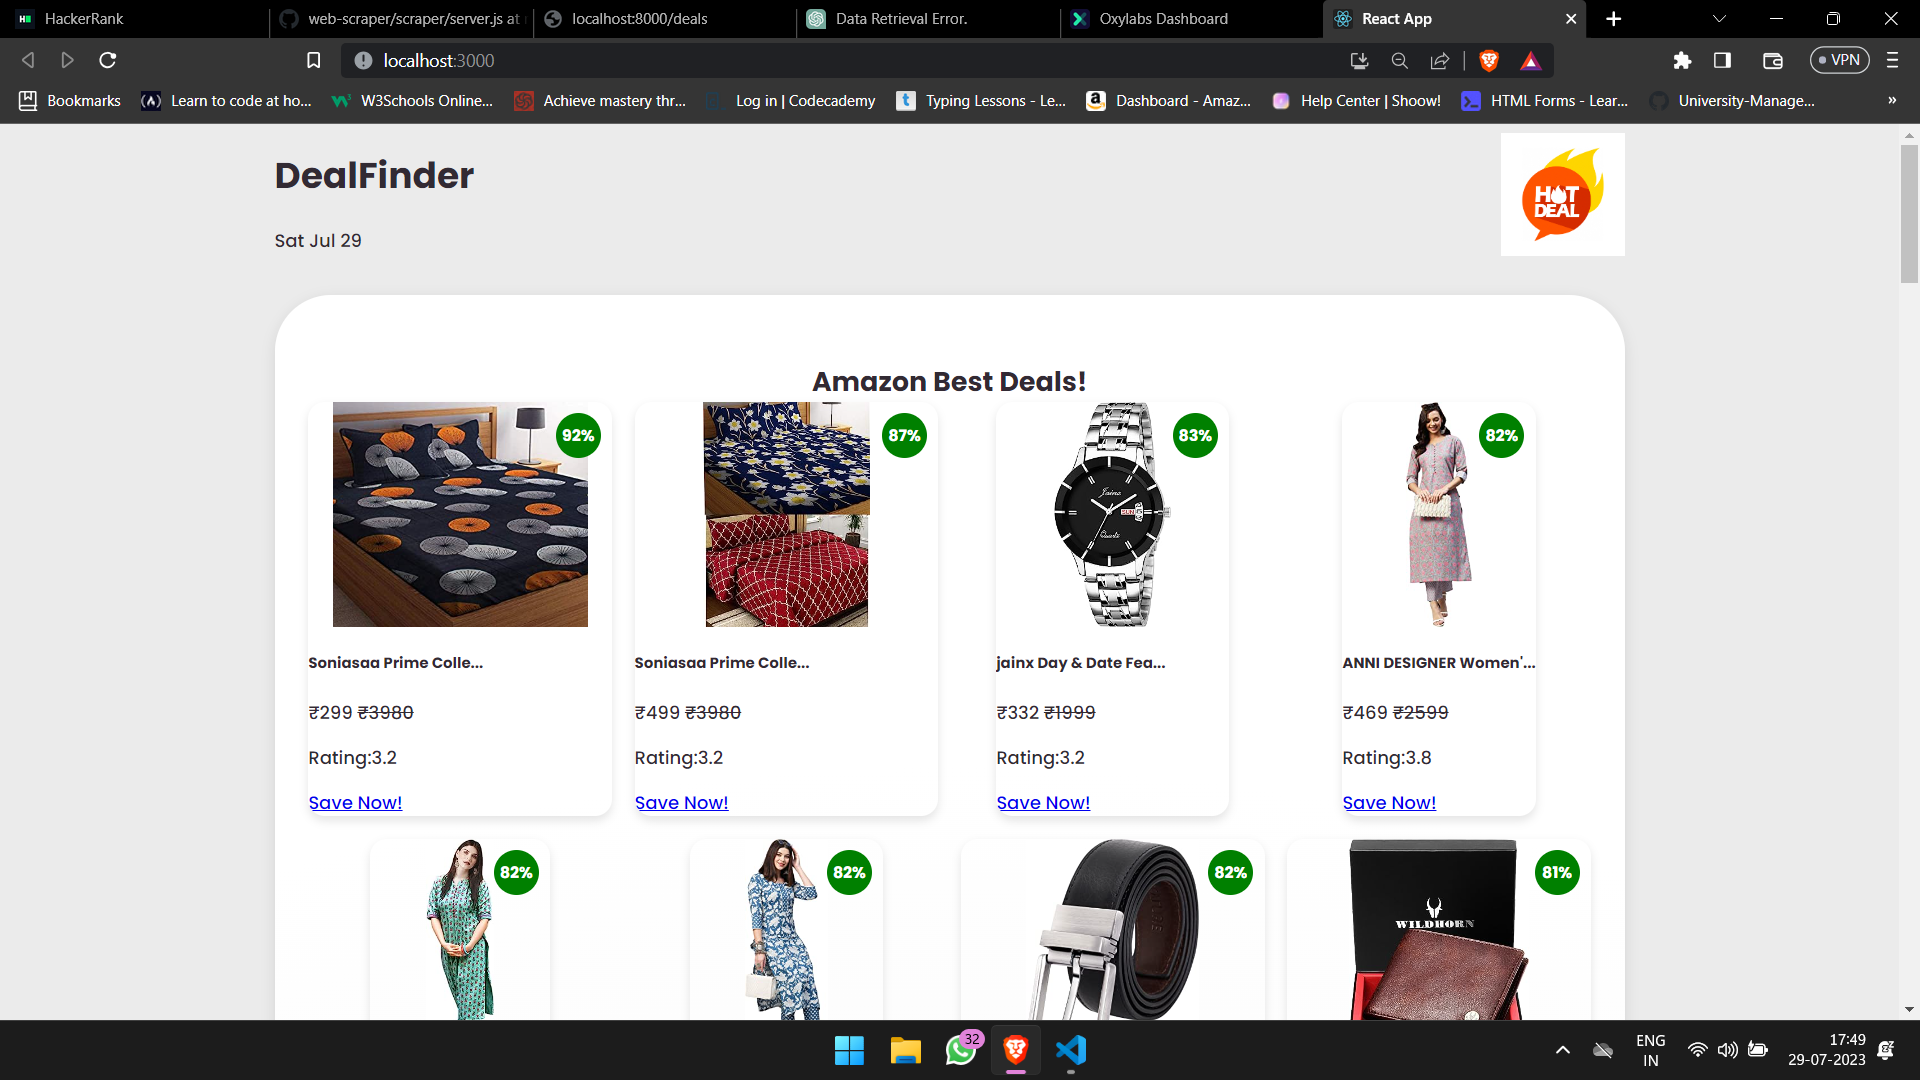 HackerRank
web-scraper/scraper/server.js at
localhost:8000/deals
Data Retrieval Error.
Oxylabs Dashboard
React App
localhost:3000
VPN
Bookmarks
Learn to code at ho...
W3Schools Online...
Achieve mastery thr...
Log in | Codecademy
Typing Lessons - Le...
Dashboard - Amaz...
Help Center | Shoow!
HTML Forms - Lear...
University-Manage...
»
DealFinder
HOT
DEAL
Sat Jul 29
Amazon Best Deals!
92%
87%
83%
82%
Jainx
SUN
Quartz
Soniasaa Prime Colle...
Soniasaa Prime Colle...
jainx Day & Date Fea...
ANNI DESIGNER Women'...
₹299 ₹3980
₹499 ₹3980
₹332 ₹1999
₹469 ₹2599
Rating:3.2
Rating:3.2
Rating:3.2
Rating:3.8
Save Now!
Save Now!
Save Now!
Save Now!
82%
82%
82%
81%
WILDHORN
32
ENG
IN
17:49
29-07-2023